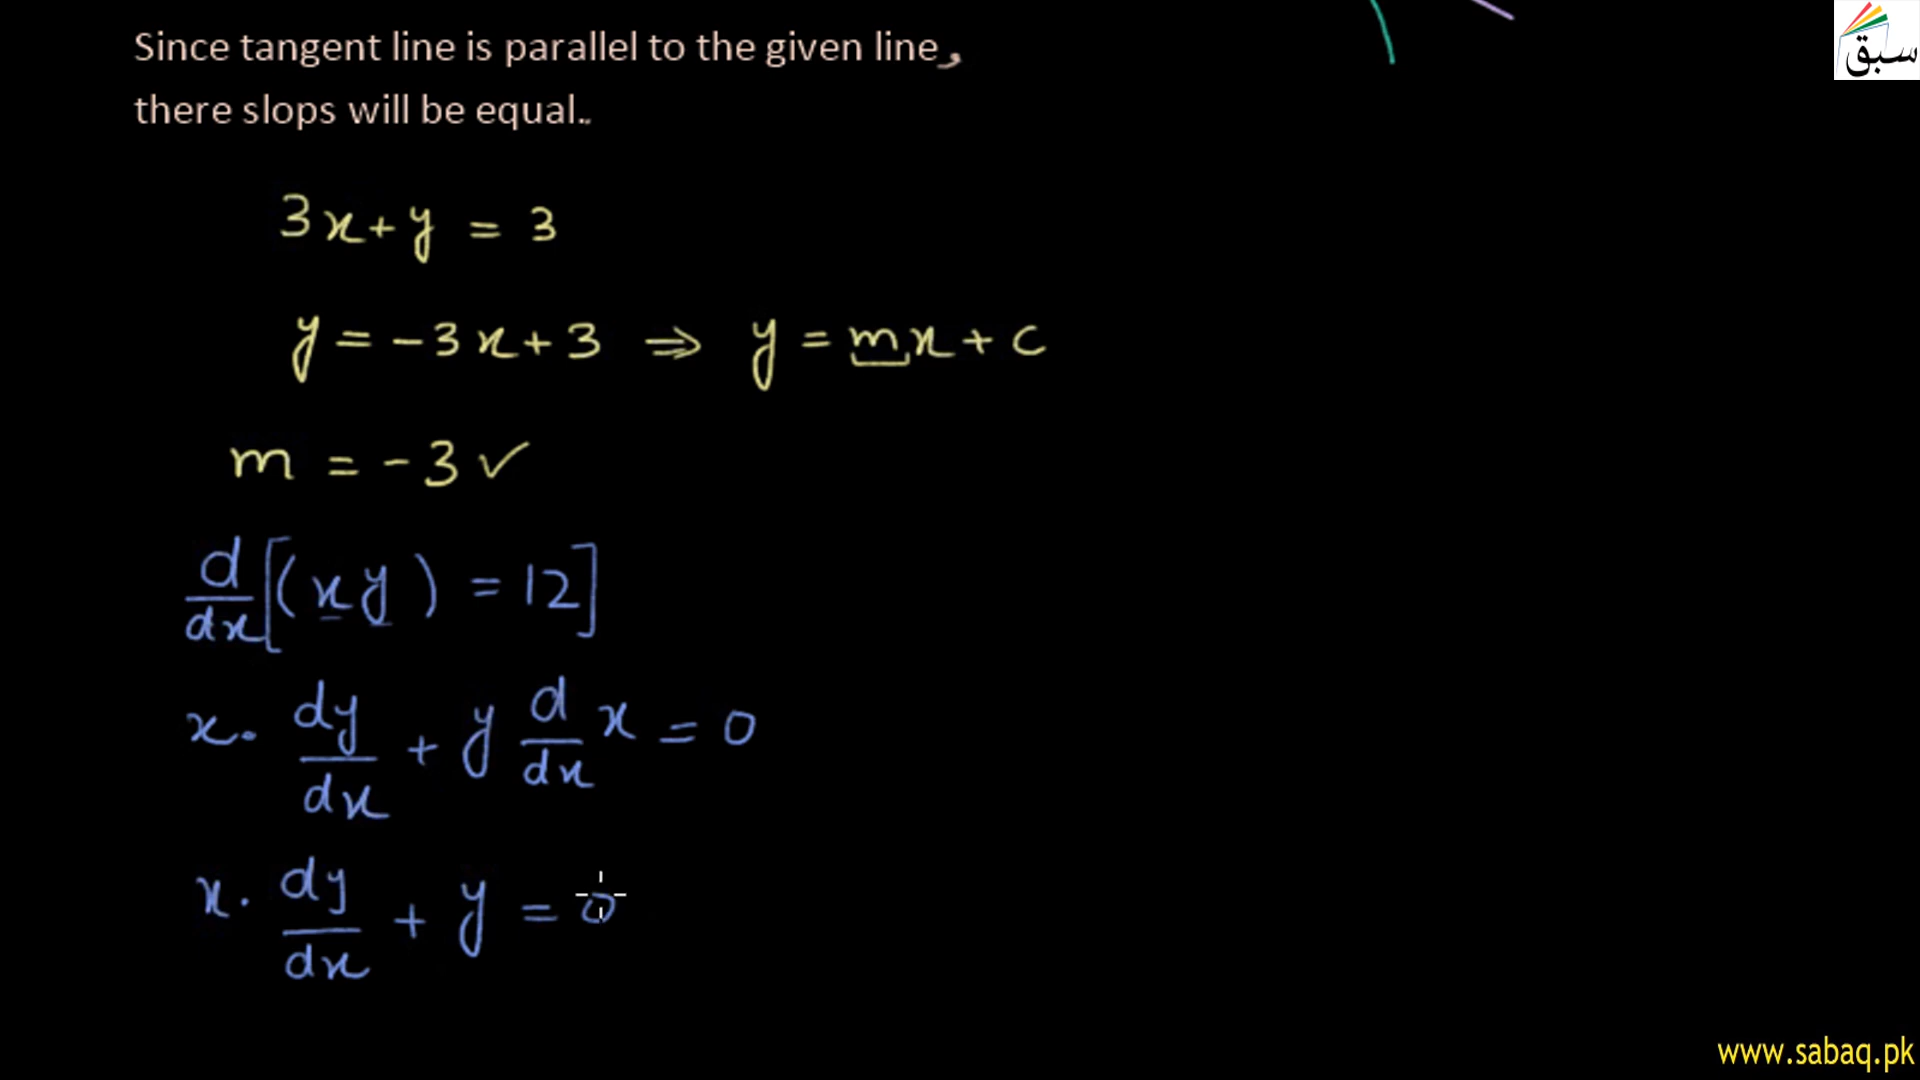 سبق
Since tangent line is parallel to the given line,
there slops will be equal..
3x+y = 3
y = -3x+3 ⇒ y = mx+c
m = -3 ✓
d/dx[(xy) = 12]
x. dy/dx + y d/dx x = 0
x. dy/dx + y = 0
www.sabaq.pk